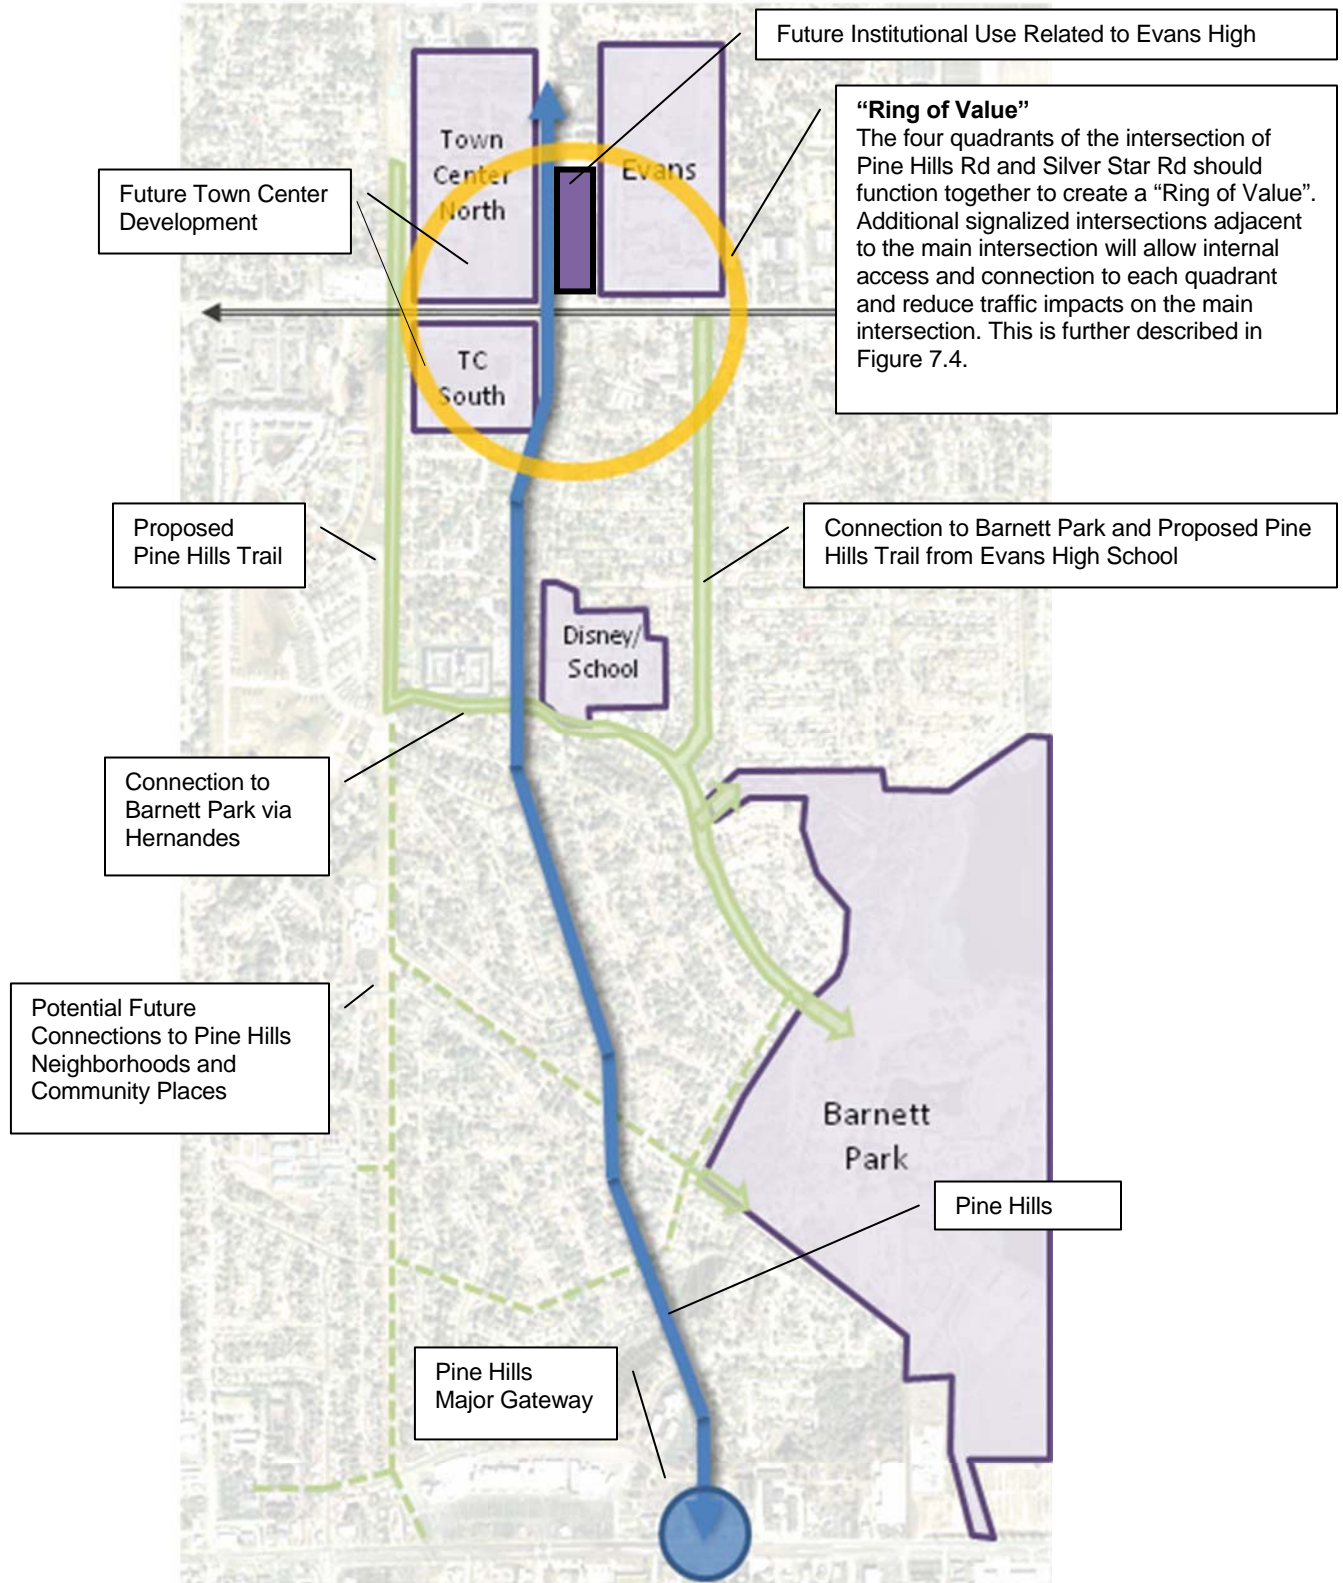 Future Institutional Use Related to Evans High
“Ring of Value”
The four quadrants of the intersection of
Pine Hills Rd and Silver Star Rd should
function together to create a “Ring of Value”.
Additional signalized intersections adjacent
to the main intersection will allow internal
access and connection to each quadrant
and reduce traffic impacts on the main
intersection. This is further described in
Figure 7.4.
Town
Center
North
Evans
Future Town Center
Development
TC
South
Proposed
Pine Hills Trail
Connection to Barnett Park and Proposed Pine
Hills Trail from Evans High School
Disney/
School
Connection to
Barnett Park via
Hernandes
Potential Future
Connections to Pine Hills
Neighborhoods and
Community Places
Barnett
Park
Pine Hills
Pine Hills
Major Gateway